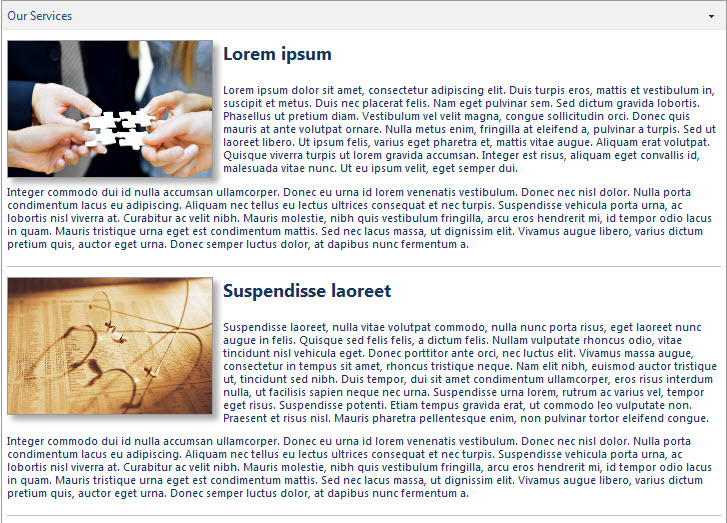 Our Services
Lorem ipsum
Lorem ipsum dolor sit amet, consectetur adipiscing elit. Duis turpis eros, mattis et vestibulum in,
suscipit et metus. Duis nec placerat felis. Nam eget pulvinar sem. Sed dictum gravida lobortis.
Phasellus ut pretium diam. Vestibulum vel velit magna, congue sollicitudin orci. Donec quis
mauris at ante volutpat ornare. Nulla metus enim, fringilla at eleifend a, pulvinar a turpis. Sed ut
laoreet libero. Ut ipsum felis, varius eget pharetra et, mattis vitae augue. Aliquam erat volutpat.
Quisque viverra turpis ut lorem gravida accumsan. Integer est risus, aliquam eget convallis id,
malesuada vitae nunc. Ut eu ipsum velit, eget semper dui.
Integer commodo dui id nulla accumsan ullamcorper. Donec eu urna id lorem venenatis vestibulum. Donec nec nisl dolor. Nulla porta
condimentum lacus eu adipiscing. Aliquam nec tellus eu lectus ultrices consequat et nec turpis. Suspendisse vehicula porta urna, ac
lobortis nisl viverra at. Curabitur ac velit nibh. Mauris molestie, nibh quis vestibulum fringilla, arcu eros hendrerit mi, id tempor odio lacus
in quam. Mauris tristique urna eget est condimentum mattis. Sed nec lacus massa, ut dignissim elit. Vivamus augue libero, varius dictum
pretium quis, auctor eget urna. Donec semper luctus dolor, at dapibus nunc fermentum a.
Suspendisse laoreet
Suspendisse laoreet, nulla vitae volutpat commodo, nulla nunc porta risus, eget laoreet nunc
augue in felis. Quisque sed felis felis, a dictum felis. Nullam vulputate rhoncus odio, vitae
tincidunt nisl vehicula eget. Donec porttitor ante orci, nec luctus elit. Vivamus massa augue,
consectetur in tempus sit amet, rhoncus tristique neque. Nam elit nibh, euismod auctor tristique
ut, tincidunt sed nibh. Duis tempor, dui sit amet condimentum ullamcorper, eros risus interdum
nulla, ut facilisis sapien neque nec urna. Suspendisse urna lorem, rutrum ac varius vel, tempor
eget risus. Suspendisse potenti. Etiam tempus gravida erat, ut commodo leo vulputate non.
Praesent et risus nisl. Mauris pharetra pellentesque enim, non pulvinar tortor eleifend congue.
Integer commodo dui id nulla accumsan ullamcorper. Donec eu urna id lorem venenatis vestibulum. Donec nec nisl dolor. Nulla porta
condimentum lacus eu adipiscing. Aliquam nec tellus eu lectus ultrices consequat et nec turpis. Suspendisse vehicula porta urna, ac
lobortis nisl viverra at. Curabitur ac velit nibh. Mauris molestie, nibh quis vestibulum fringilla, arcu eros hendrerit mi, id tempor odio lacus
in quam. Mauris tristique urna eget est condimentum mattis. Sed nec lacus massa, ut dignissim elit. Vivamus augue libero, varius dictum
pretium quis, auctor eget urna. Donec semper luctus dolor, at dapibus nunc fermentum a.